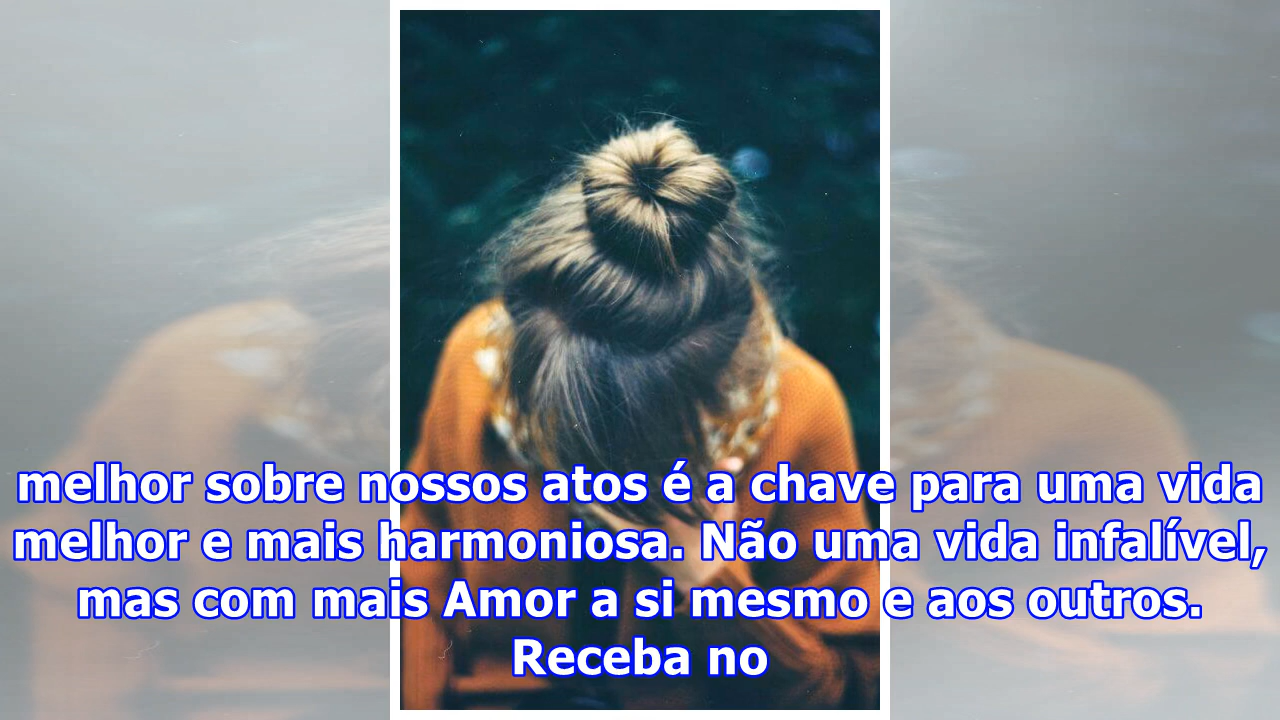 melhor sobre nossos atos é a chave para uma vida
melhor e mais harmoniosa. Não uma vida infalível,
mas com mais Amor a si mesmo e aos outros.
Receba no